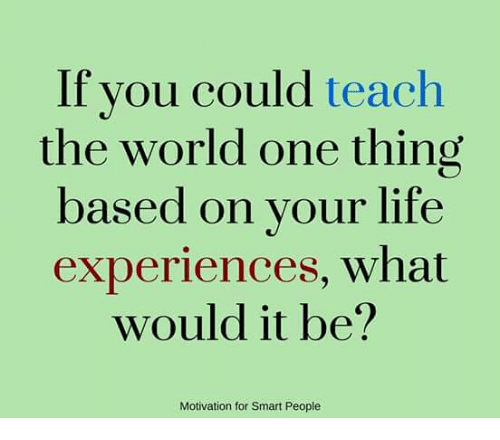 If you could teach
the world one thing
based on your life
experiences, what
would it be?
Motivation for Smart People